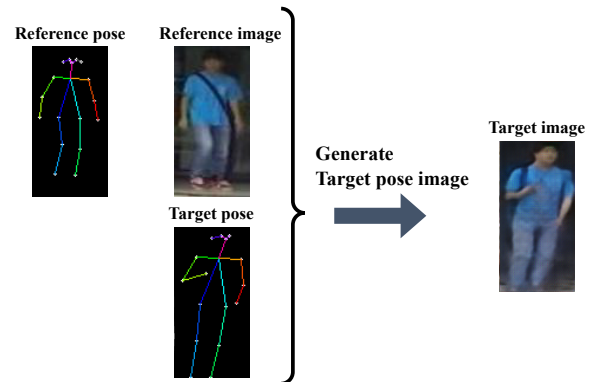 Reference pose
Reference image
Target pose
Generate
Target pose image
Target image